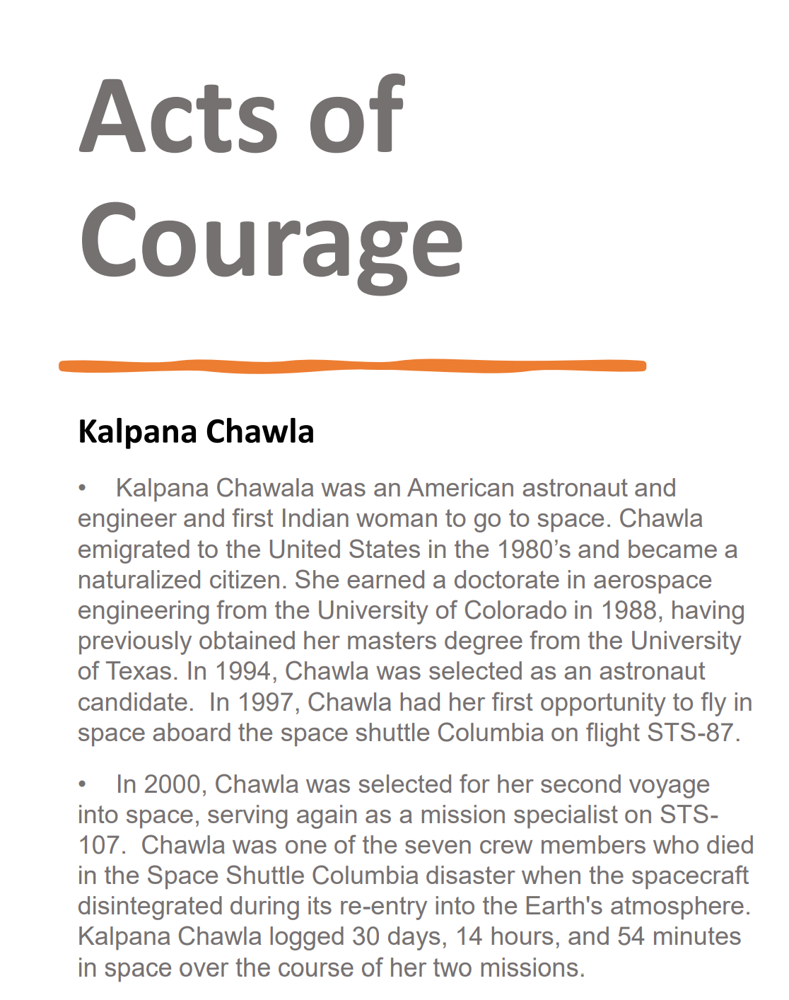 Acts of
Courage
Kalpana Chawla
• Kalpana Chawala was an American astronaut and
engineer and first Indian woman to go to space. Chawla
emigrated to the United States in the 1980’s and became a
naturalized citizen. She earned a doctorate in aerospace
engineering from the University of Colorado in 1988, having
previously obtained her masters degree from the University
of Texas. In 1994, Chawla was selected as an astronaut
candidate.  In 1997, Chawla had her first opportunity to fly in
space aboard the space shuttle Columbia on flight STS-87.
• In 2000, Chawla was selected for her second voyage
into space, serving again as a mission specialist on STS-
107.  Chawla was one of the seven crew members who died
in the Space Shuttle Columbia disaster when the spacecraft
disintegrated during its re-entry into the Earth's atmosphere.
Kalpana Chawla logged 30 days, 14 hours, and 54 minutes
in space over the course of her two missions.